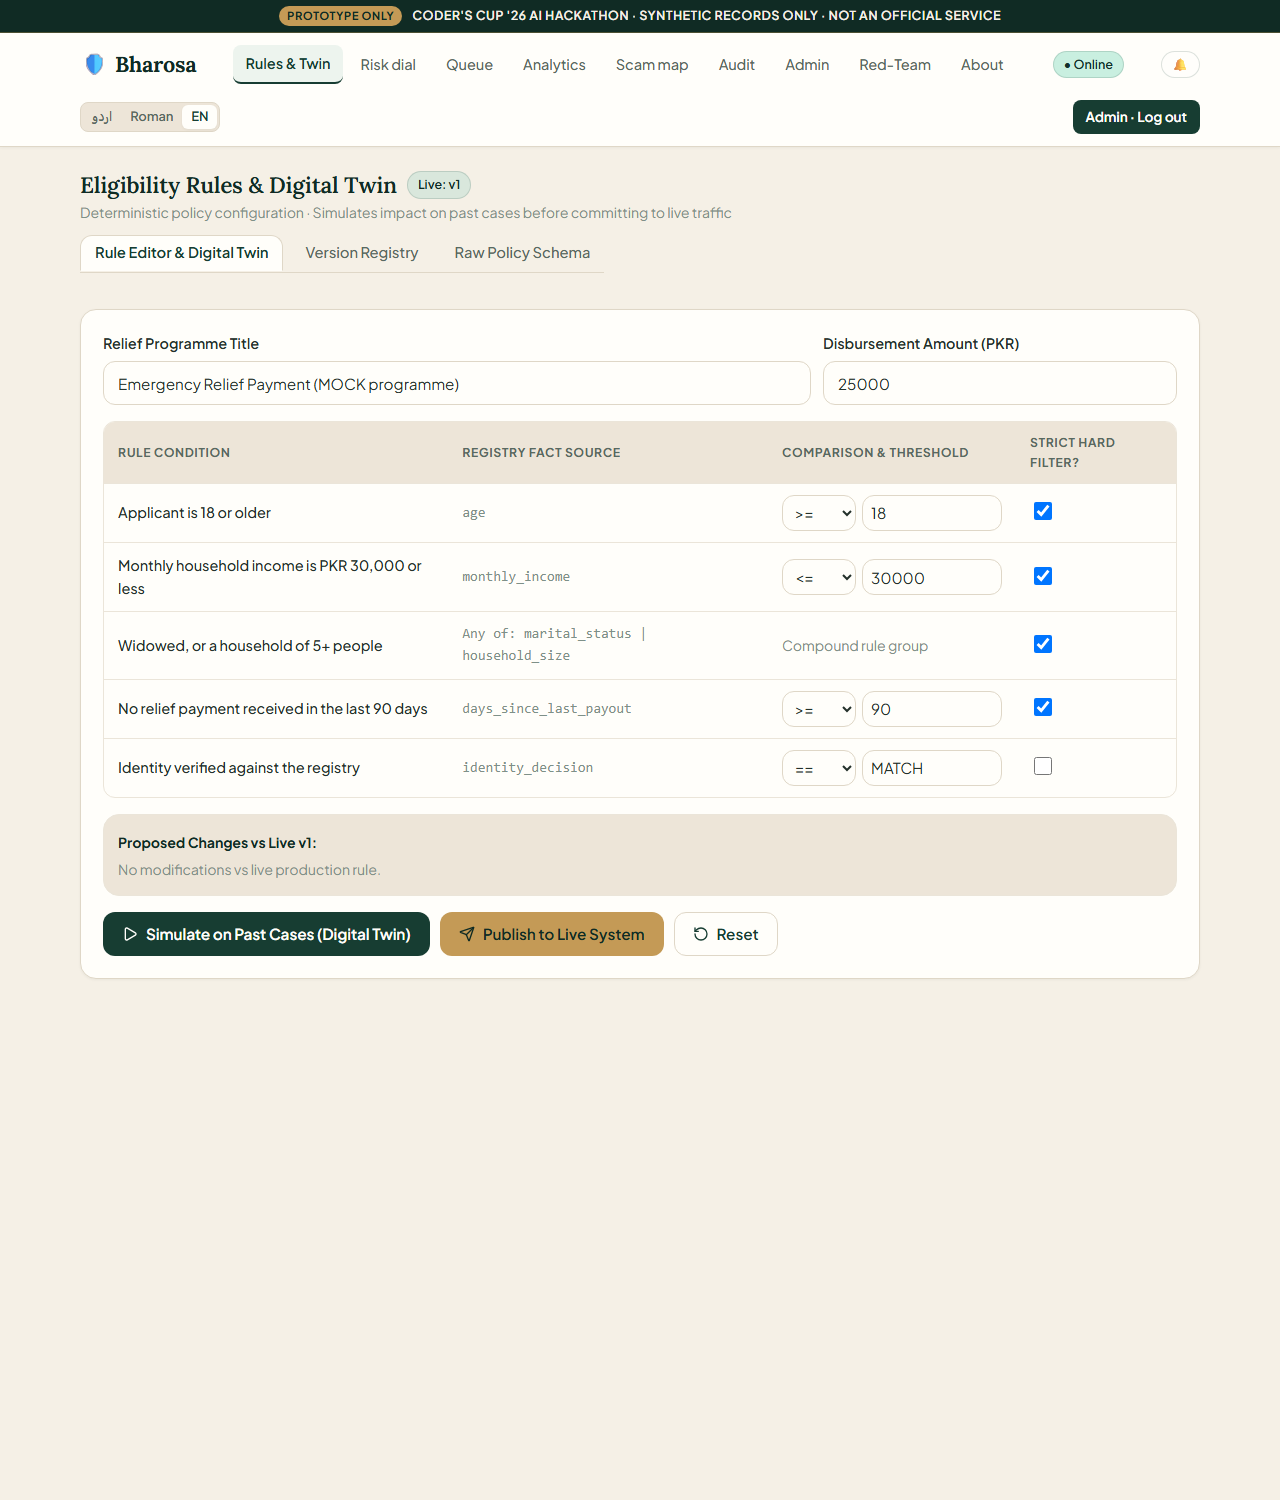 PROTOTYPE ONLY CODER'S CUP '26 AI HACKATHON · SYNTHETIC RECORDS ONLY · NOT AN OFFICIAL SERVICE
Bharosa Rules & Twin Risk dial Queue Analytics Scam map Audit Admin Red-Team About • Online
اردو Roman EN Admin · Log out
Eligibility Rules & Digital Twin Live: v1
Deterministic policy configuration · Simulates impact on past cases before committing to live traffic
Rule Editor & Digital Twin Version Registry Raw Policy Schema
Relief Programme Title Disbursement Amount (PKR)
Emergency Relief Payment (MOCK programme) 25000
RULE CONDITION REGISTRY FACT SOURCE COMPARISON & THRESHOLD STRICT HARD
FILTER?
Applicant is 18 or older age >= 18
Monthly household income is PKR 30,000 or
less monthly_income <= 30000
Widowed, or a household of 5+ people Any of: marital_status |
household_size Compound rule group
No relief payment received in the last 90 days days_since_last_payout >= 90
Identity verified against the registry identity_decision == MATCH
Proposed Changes vs Live v1:
No modifications vs live production rule.
Simulate on Past Cases (Digital Twin) Publish to Live System Reset